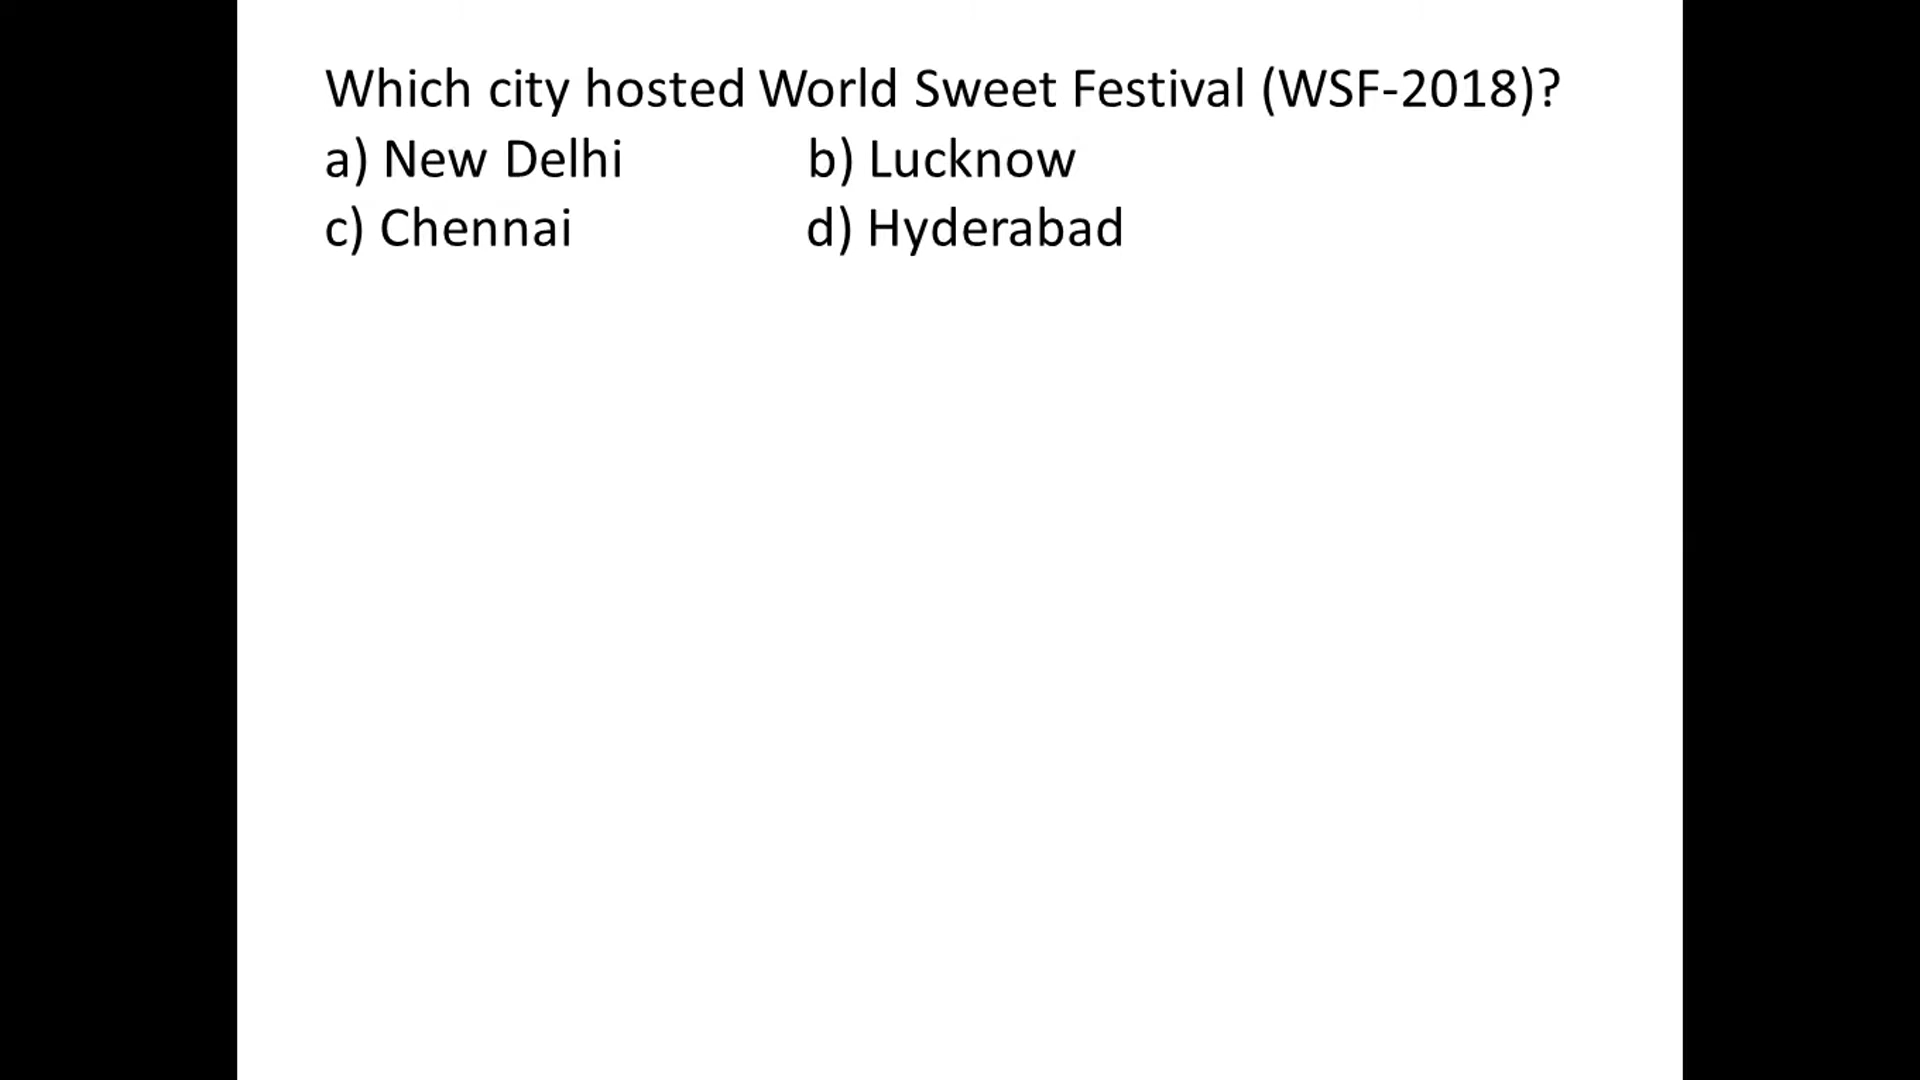 Which city hosted World Sweet Festival (WSF-2018)?
a) New Delhi b) Lucknow
c) Chennai d) Hyderabad